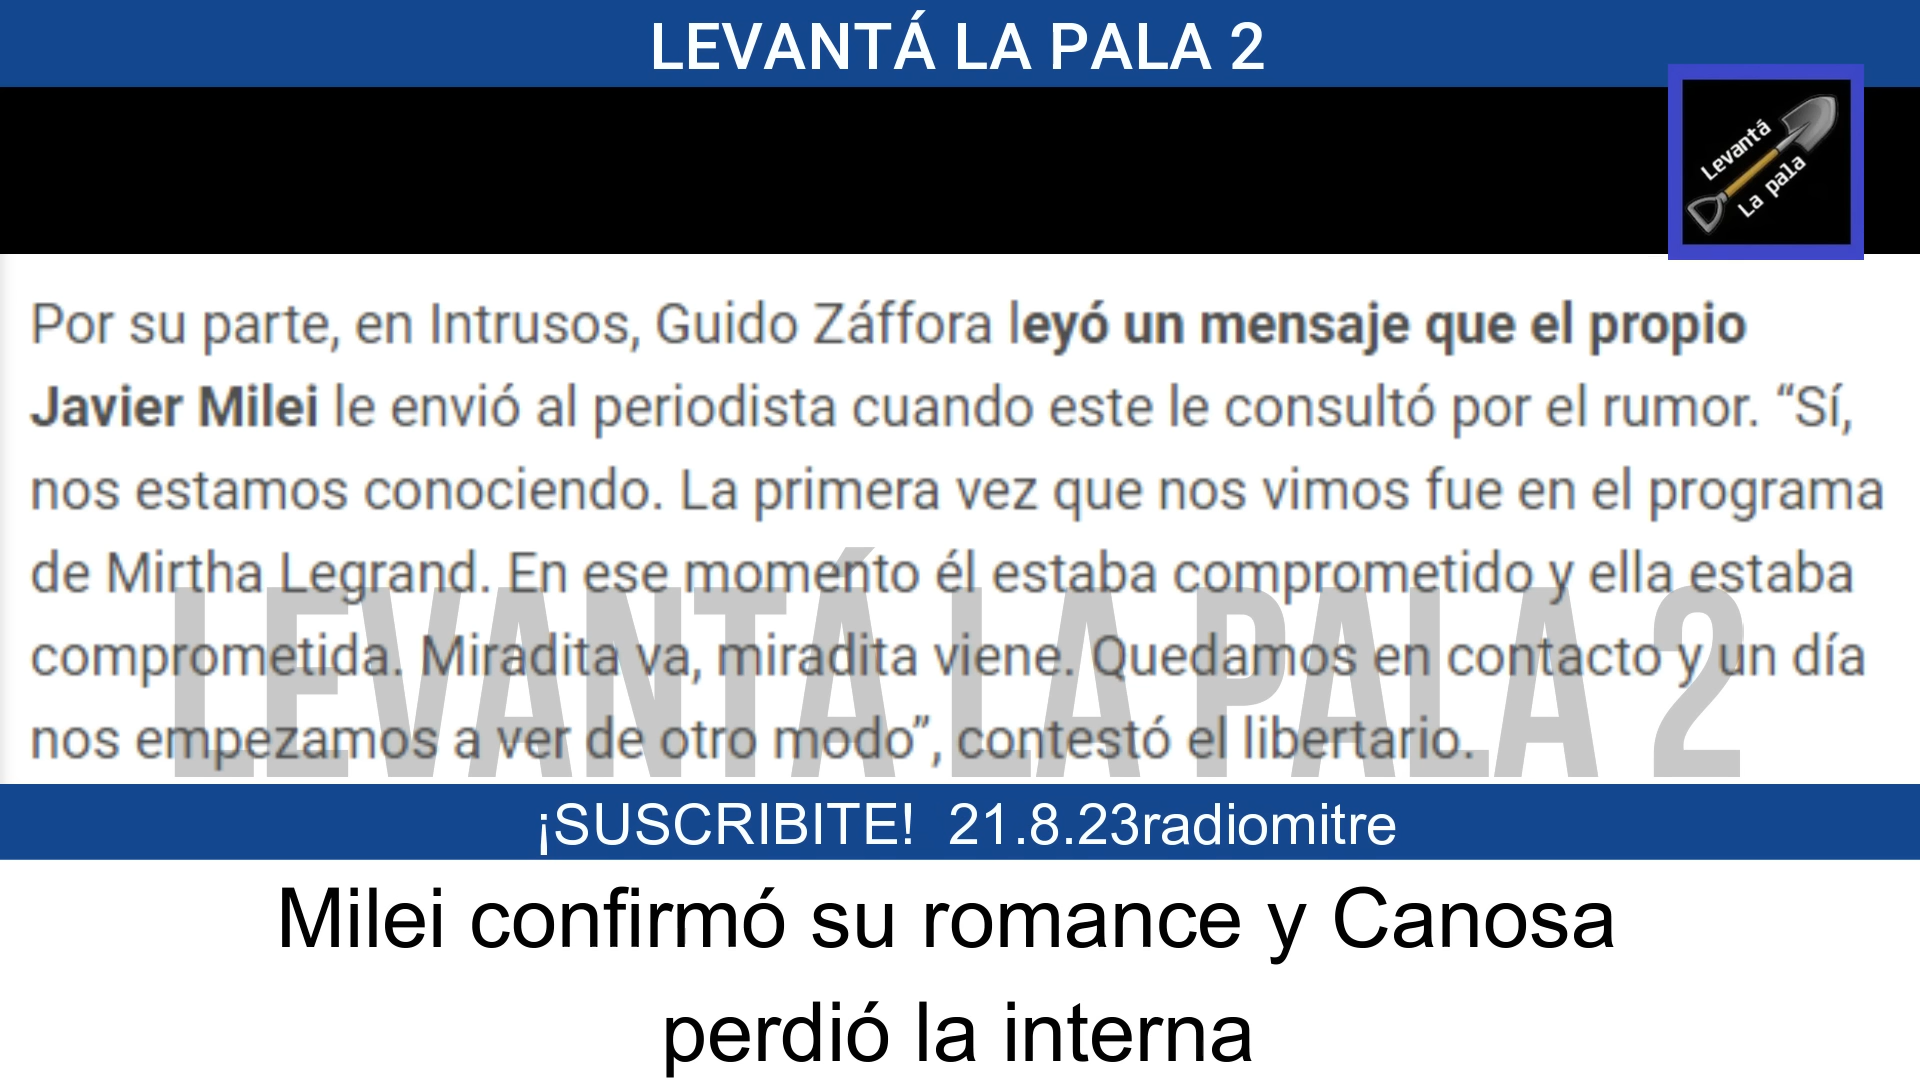 LEVANTÁ LA PALA 2
Levantá
La pala
Por su parte, en Intrusos, Guido Záffora leyó un mensaje que el propio
Javier Milei le envió al periodista cuando este le consultó por el rumor. “Sí,
nos estamos conociendo. La primera vez que nos vimos fue en el programa
de Mirtha Legrand. En ese momento él estaba comprometido y ella estaba
comprometida. Miradita va, miradita viene. Quedamos en contacto y un día
nos empezamos a ver de otro modo”, contestó el libertario.
LEVANTÁ LA PALA 2
¡SUSCRIBITE! 21.8.23radiomitre
Milei confirmó su romance y Canosa
perdió la interna